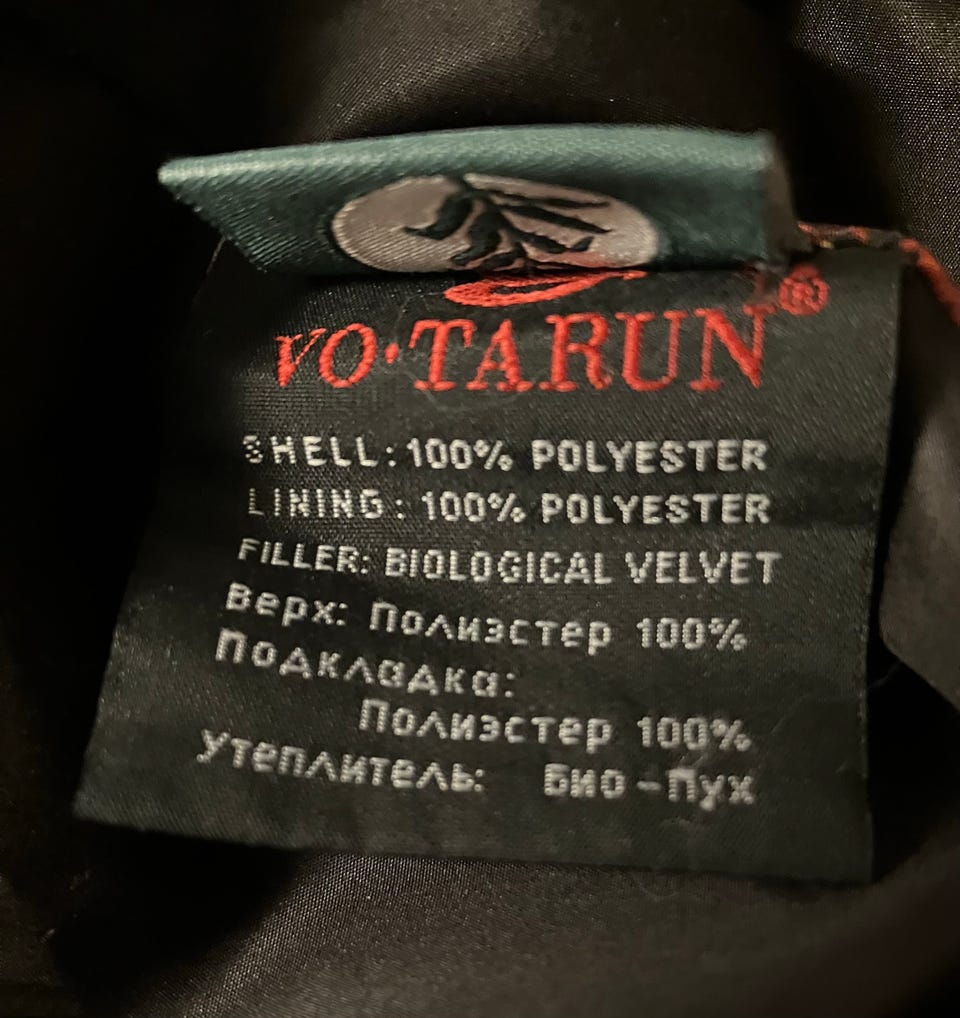 VO·TARUN®
SHELL: 100% POLYESTER
LINING: 100% POLYESTER
FILLER: BIOLOGICAL VELVET
Верх: Полиэстер 100%
Подкладка:
Полиэстер 100%
Утеплитель: Био-Пух